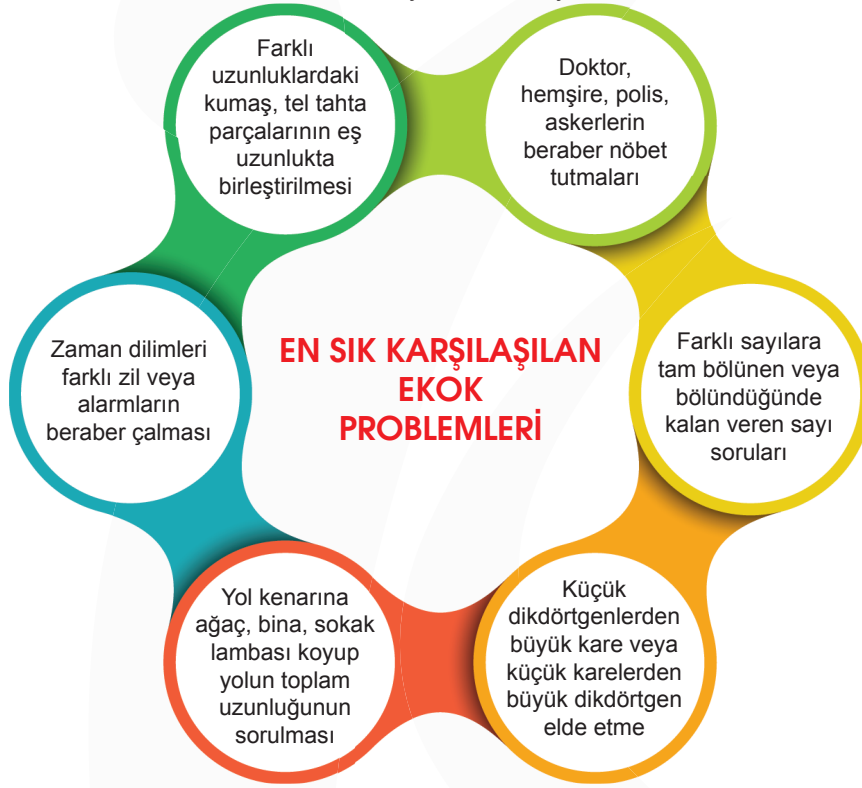 Farklı
uzunluklardaki
kumaş, tel tahta
parçalarının eş
uzunlukta
birleştirilmesi
Doktor,
hemşire, polis,
askerlerin
beraber nöbet
tutmaları
Zaman dilimleri
farklı zil veya
alarmların
beraber çalması
EN SIK KARŞILAŞILAN
EKOK
PROBLEMLERİ
Farklı sayılara
tam bölünen veya
bölündüğünde
kalan veren sayı
soruları
Yol kenarına
ağaç, bina, sokak
lambası koyup
yolun toplam
uzunluğunun
sorulması
Küçük
dikdörtgenlerden
büyük kare veya
küçük karelerden
büyük dikdörtgen
elde etme